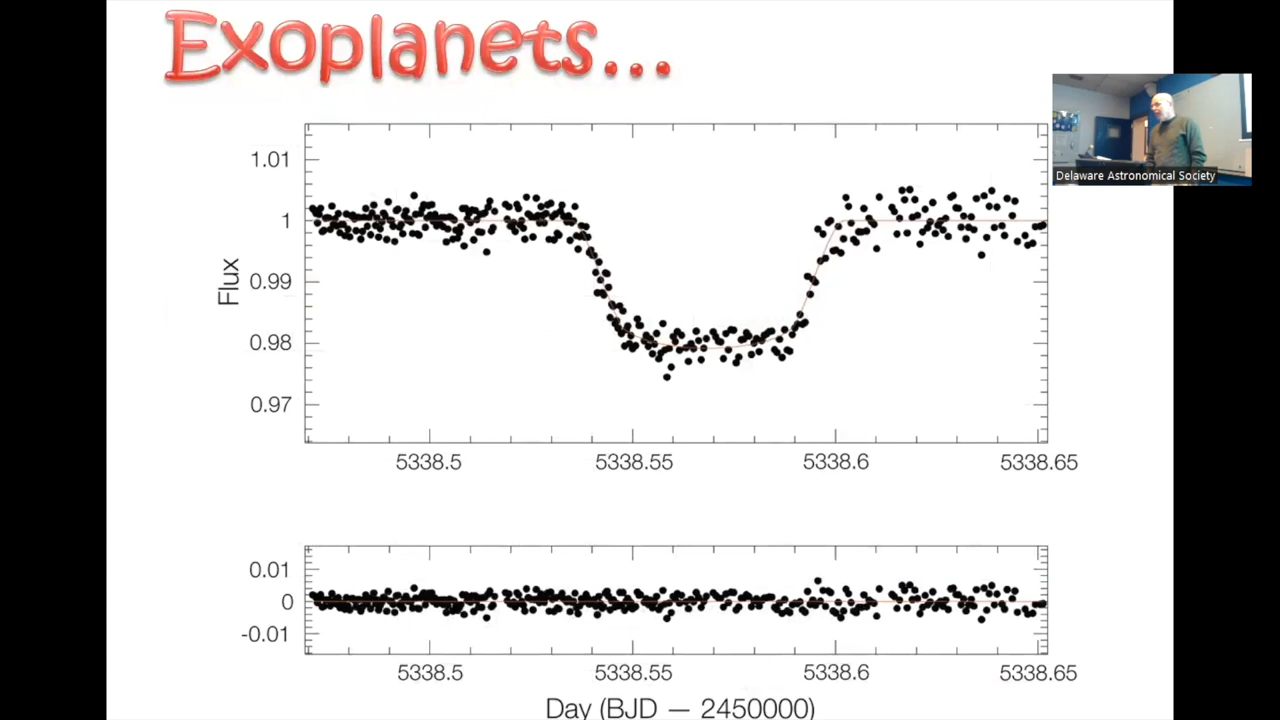 Exoplanets...
Delaware Astronomical Society
1.01
1
0.99
0.98
0.97
Flux
5338.5 5338.55 5338.6 5338.65
0.01
0
-0.01
5338.5 5338.55 5338.6 5338.65
Day (BJD — 2450000)